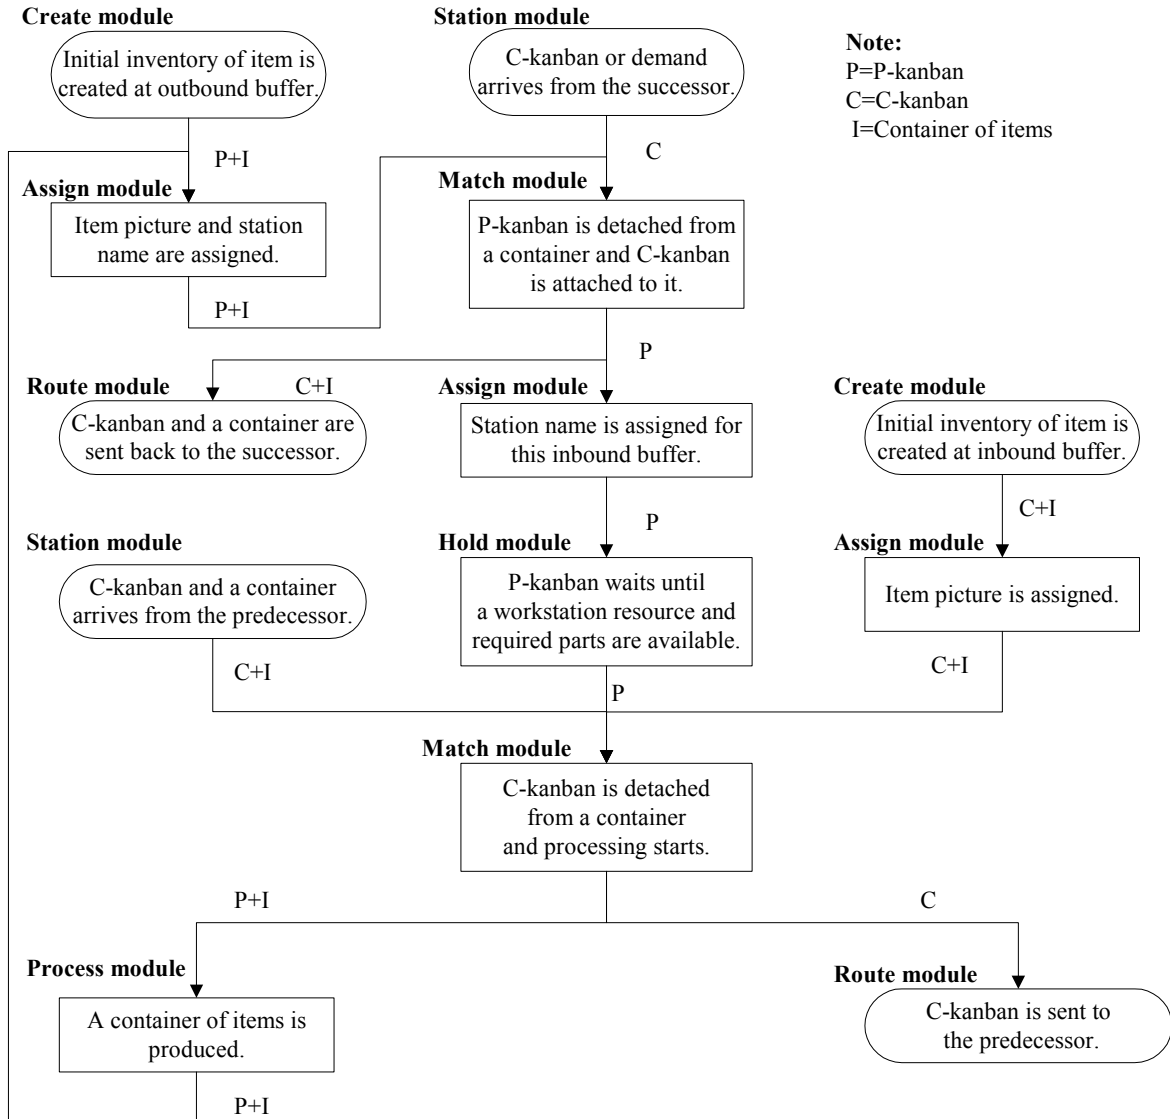 Create module
Initial inventory of item is
created at outbound buffer.
Station module
C-kanban or demand
arrives from the successor.
Note:
P=P-kanban
C=C-kanban
I=Container of items
P+I
C
Assign module
Item picture and station
name are assigned.
P+I
Match module
P-kanban is detached from
a container and C-kanban
is attached to it.
P
Route module
C+I
C-kanban and a container are
sent back to the successor.
Assign module
Station name is assigned for
this inbound buffer.
Create module
Initial inventory of item is
created at inbound buffer.
P
C+I
Station module
C-kanban and a container
arrives from the predecessor.
C+I
Hold module
P-kanban waits until
a workstation resource and
required parts are available.
P
Assign module
Item picture is assigned.
C+I
Match module
C-kanban is detached
from a container
and processing starts.
P+I
C
Process module
A container of items is
produced.
P+I
Route module
C-kanban is sent to
the predecessor.